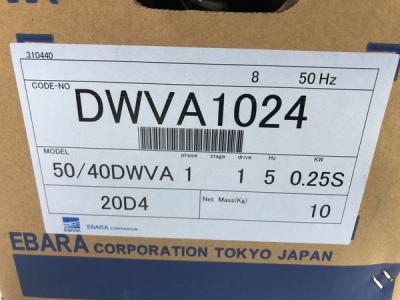 310440
8 50 Hz
CODE-NO
DWVA1024
MODEL phase stage drive Hz KW
50/40DWVA 1 1 5 0.25S
20D4 Net Mass(Kg) 10
EBARA EBARA CORPORATION
EBARA CORPORATION TOKYO JAPAN